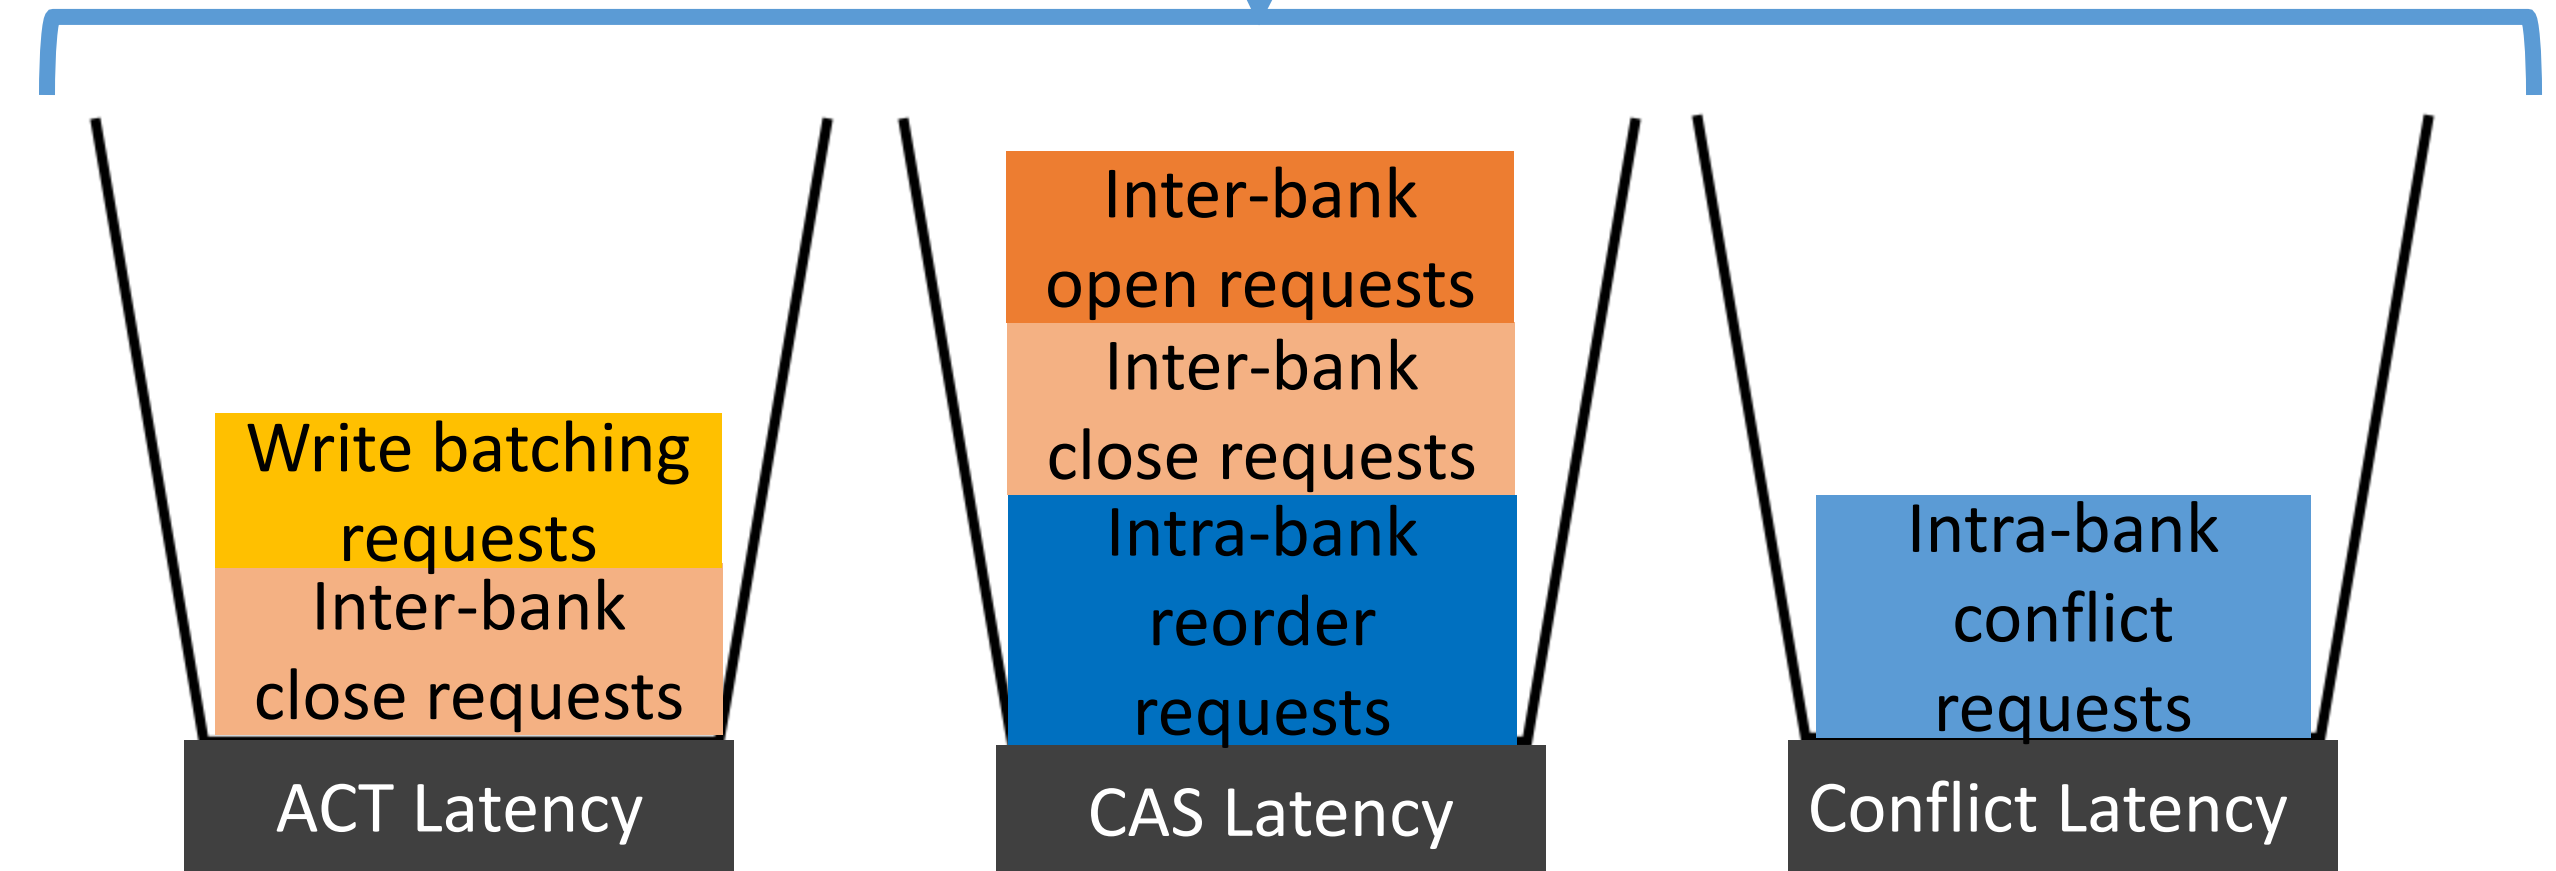 Write batching
requests
Inter-bank
close requests
ACT Latency
Inter-bank
open requests
Inter-bank
close requests
Intra-bank
reorder
requests
CAS Latency
Intra-bank
conflict
requests
Conflict Latency